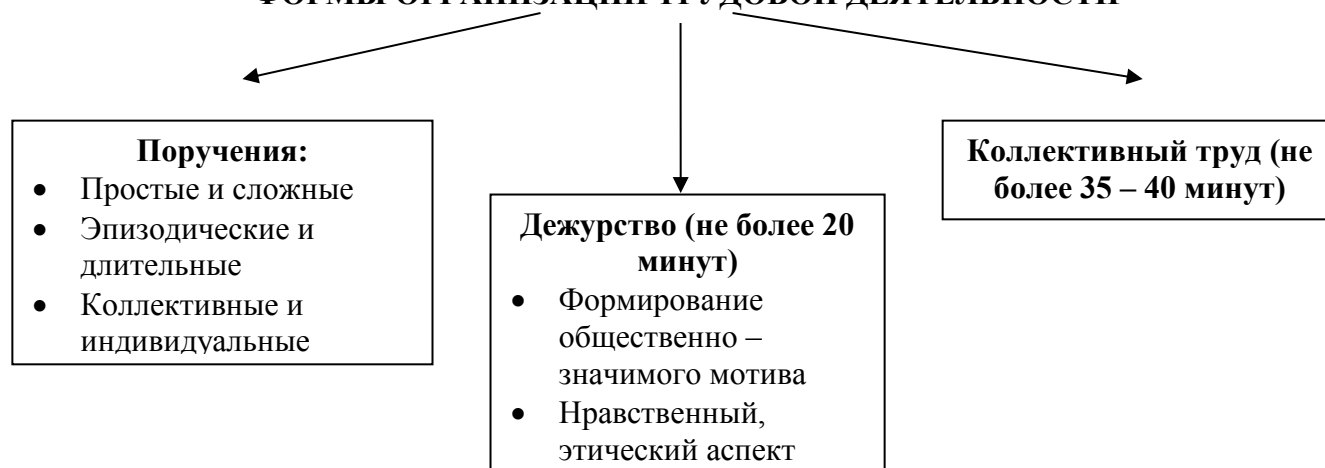 ФОРМЫ ОРГАНИЗАЦИИ ТРУДОВОЙ ДЕЯТЕЛЬНОСТИ
Поручения:
• Простые и сложные
• Эпизодические и
длительные
• Коллективные и
индивидуальные
Дежурство (не более 20
минут)
• Формирование
общественно –
значимого мотива
• Нравственный,
этический аспект
Коллективный труд (не
более 35 – 40 минут)